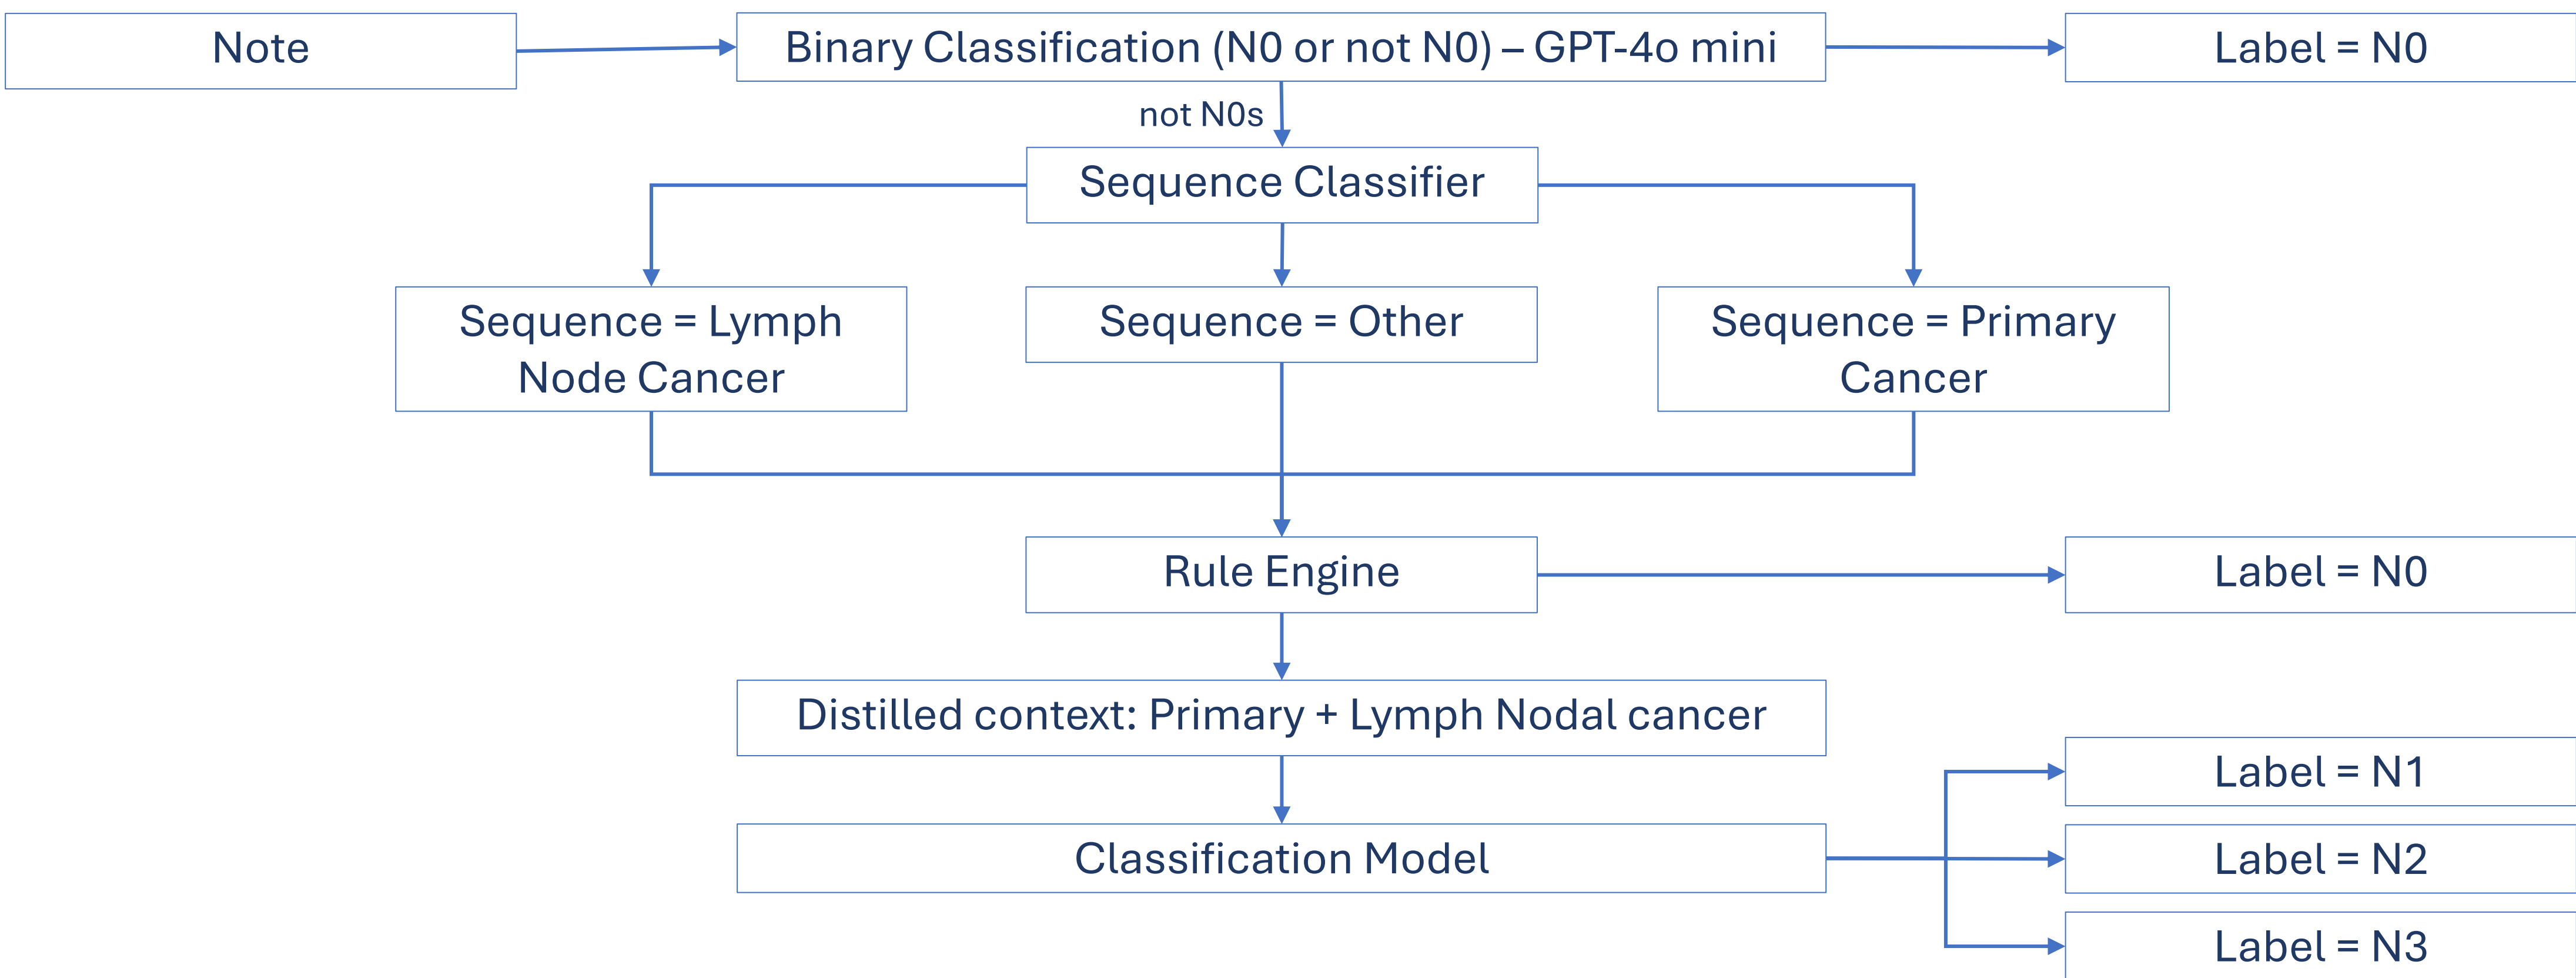 Note
Binary Classification (N0 or not N0) – GPT-4o mini
Label = N0
not N0s
Sequence Classifier
Sequence = Lymph
Node Cancer
Sequence = Other
Sequence = Primary
Cancer
Rule Engine
Label = N0
Distilled context: Primary + Lymph Nodal cancer
Classification Model
Label = N1
Label = N2
Label = N3